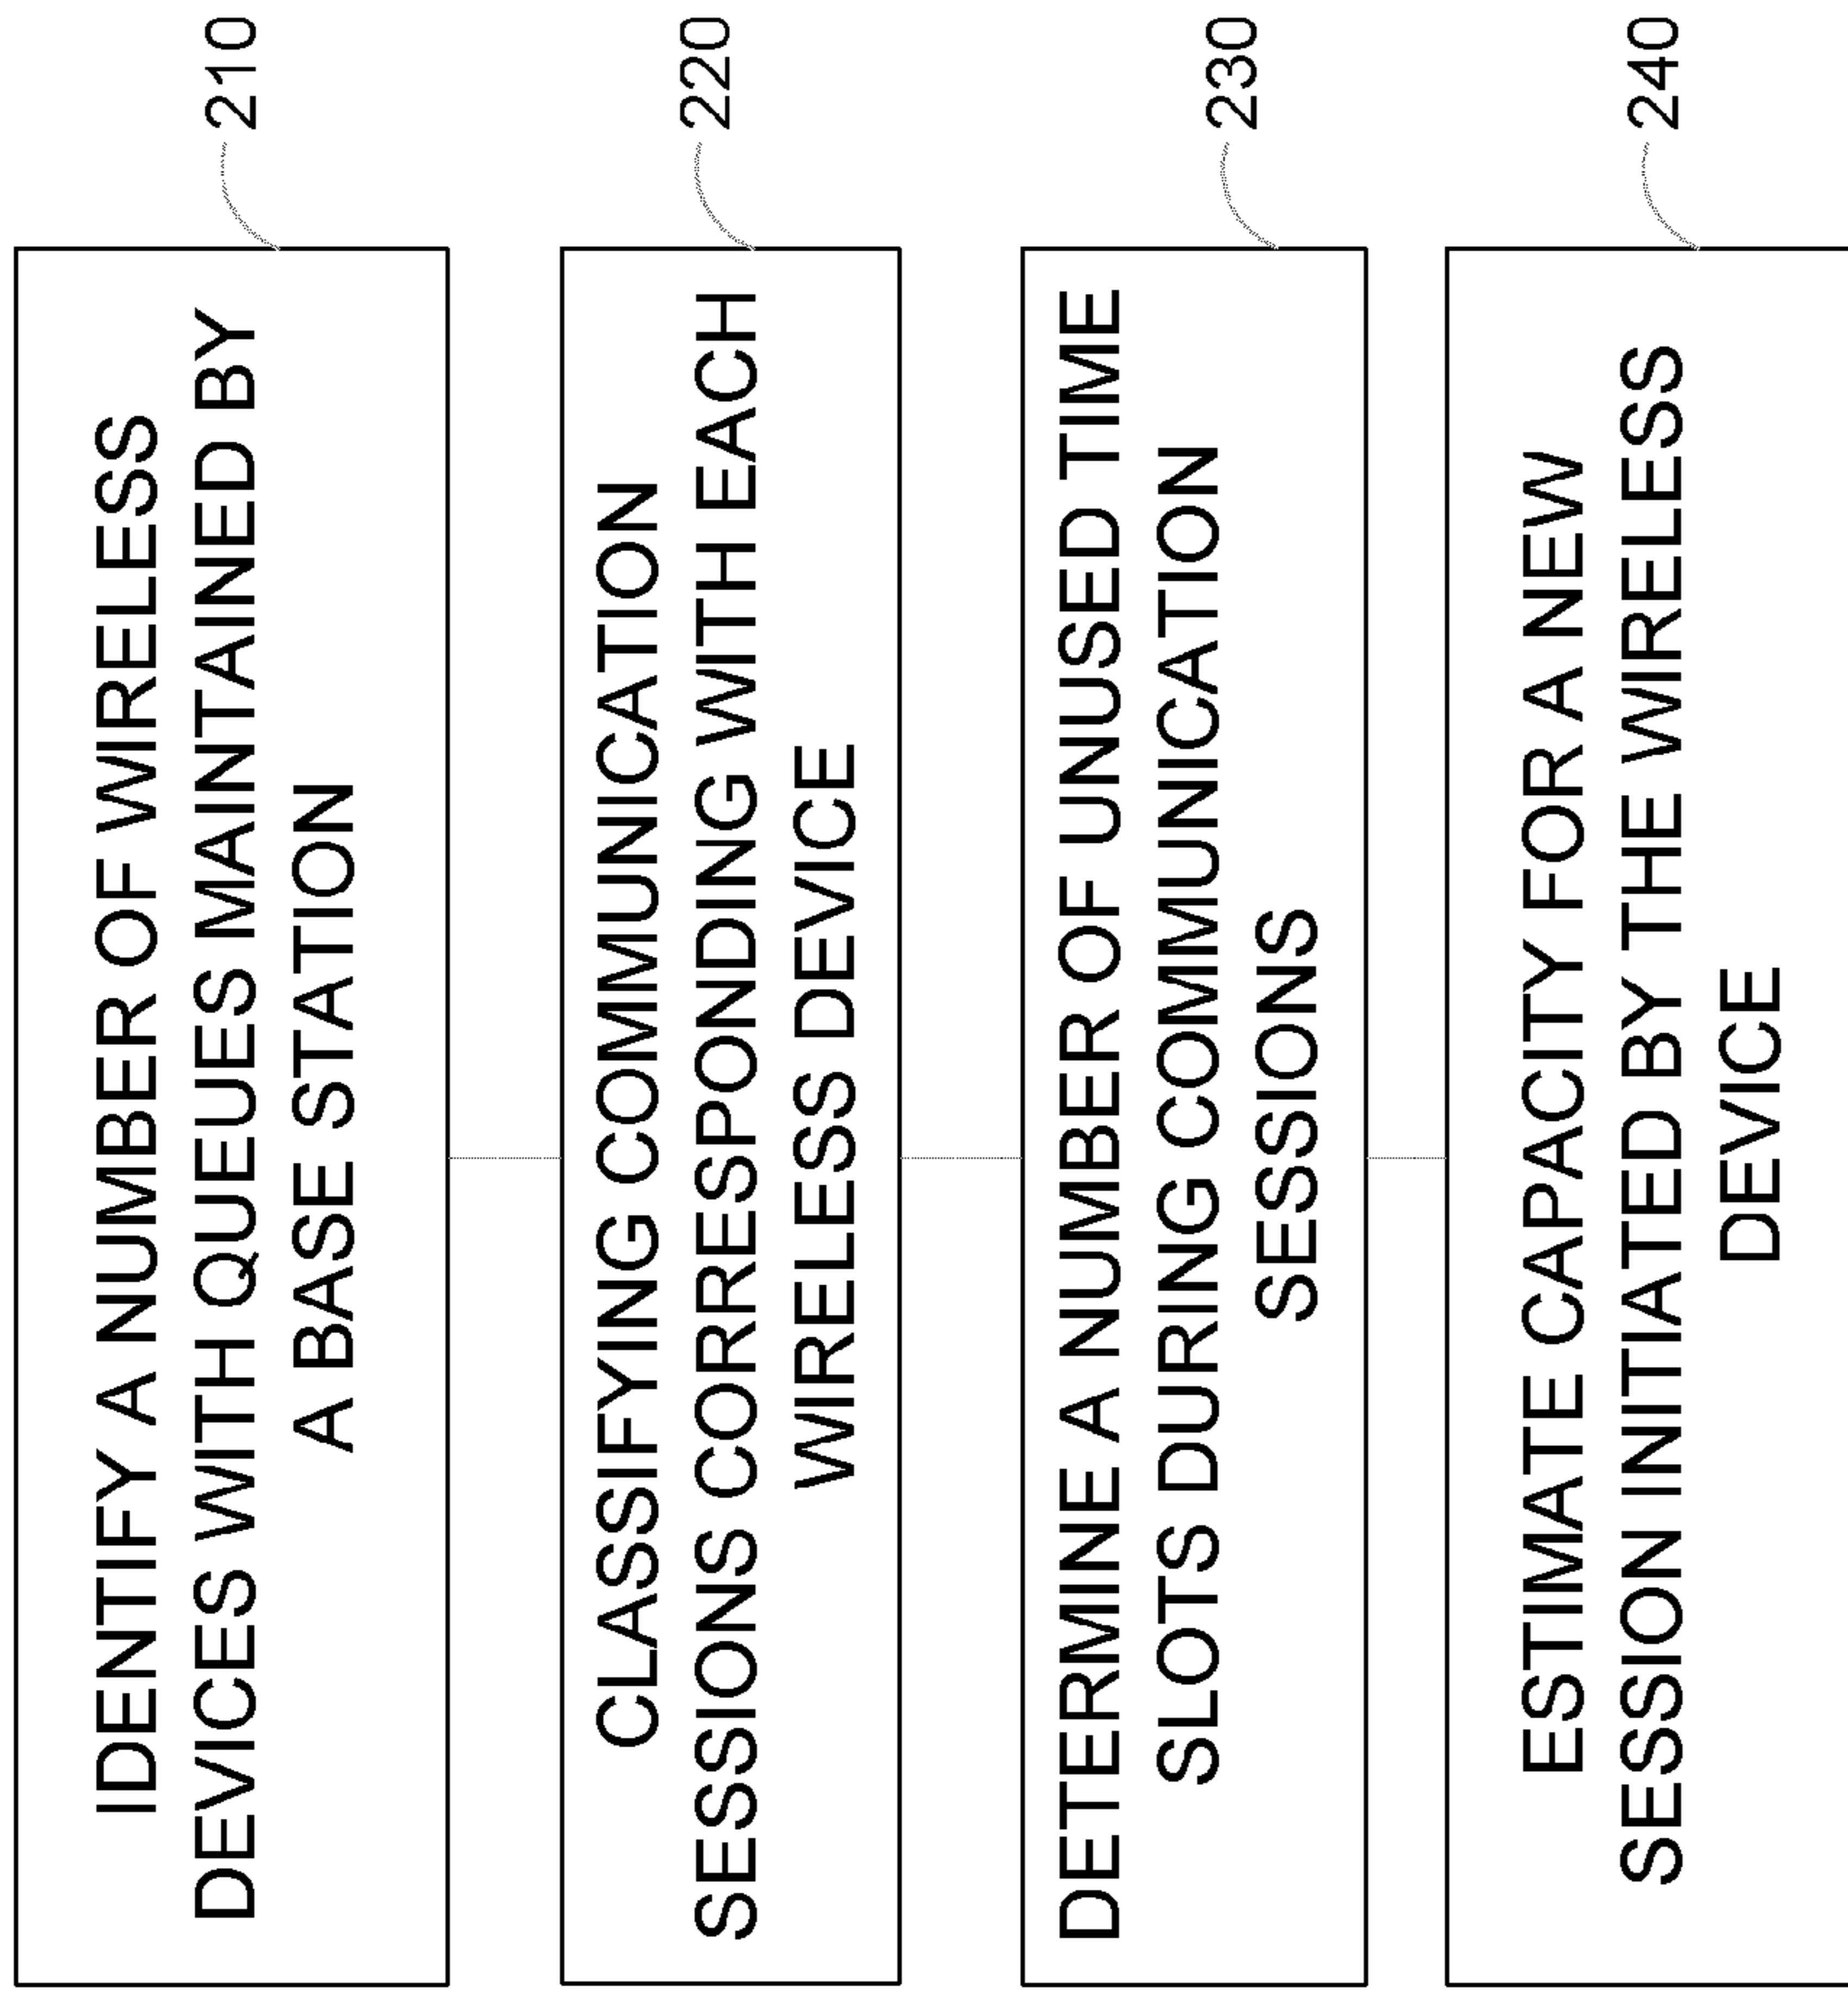 IDENTIFY A NUMBER OF WIRELESS
DEVICES WITH QUEUES MAINTAINED BY
A BASE STATION
210
CLASSIFYING COMMUNICATION
SESSIONS CORRESPONDING WITH EACH
WIRELESS DEVICE
220
DETERMINE A NUMBER OF UNUSED TIME
SLOTS DURING COMMUNICATION
SESSIONS
230
ESTIMATE CAPACITY FOR A NEW
SESSION INITIATED BY THE WIRELESS
DEVICE
240